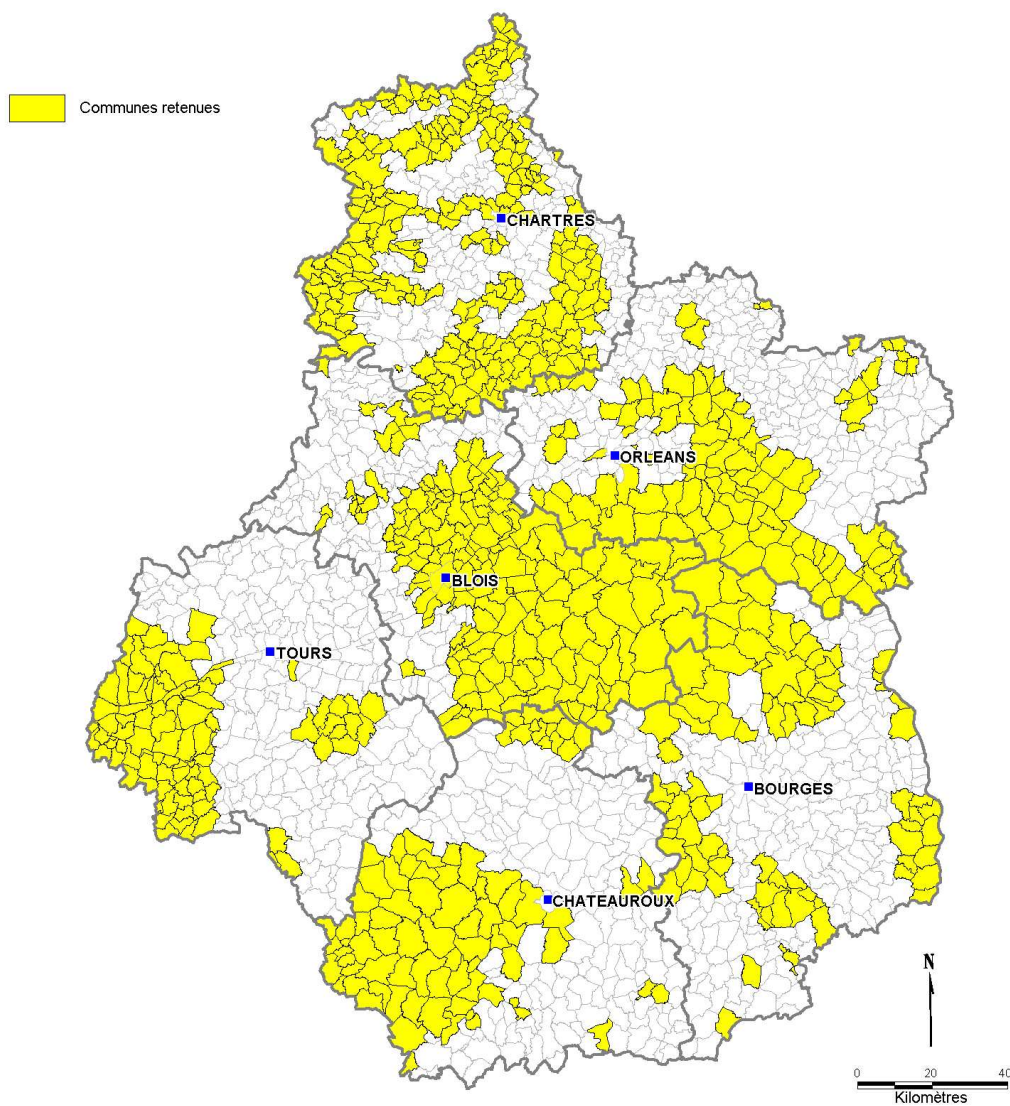 Communes retenues
CHARTRES
ORLEANS
BLOIS
TOURS
BOURGES
CHATEAUROUX
N
0 20 40
Kilomètres